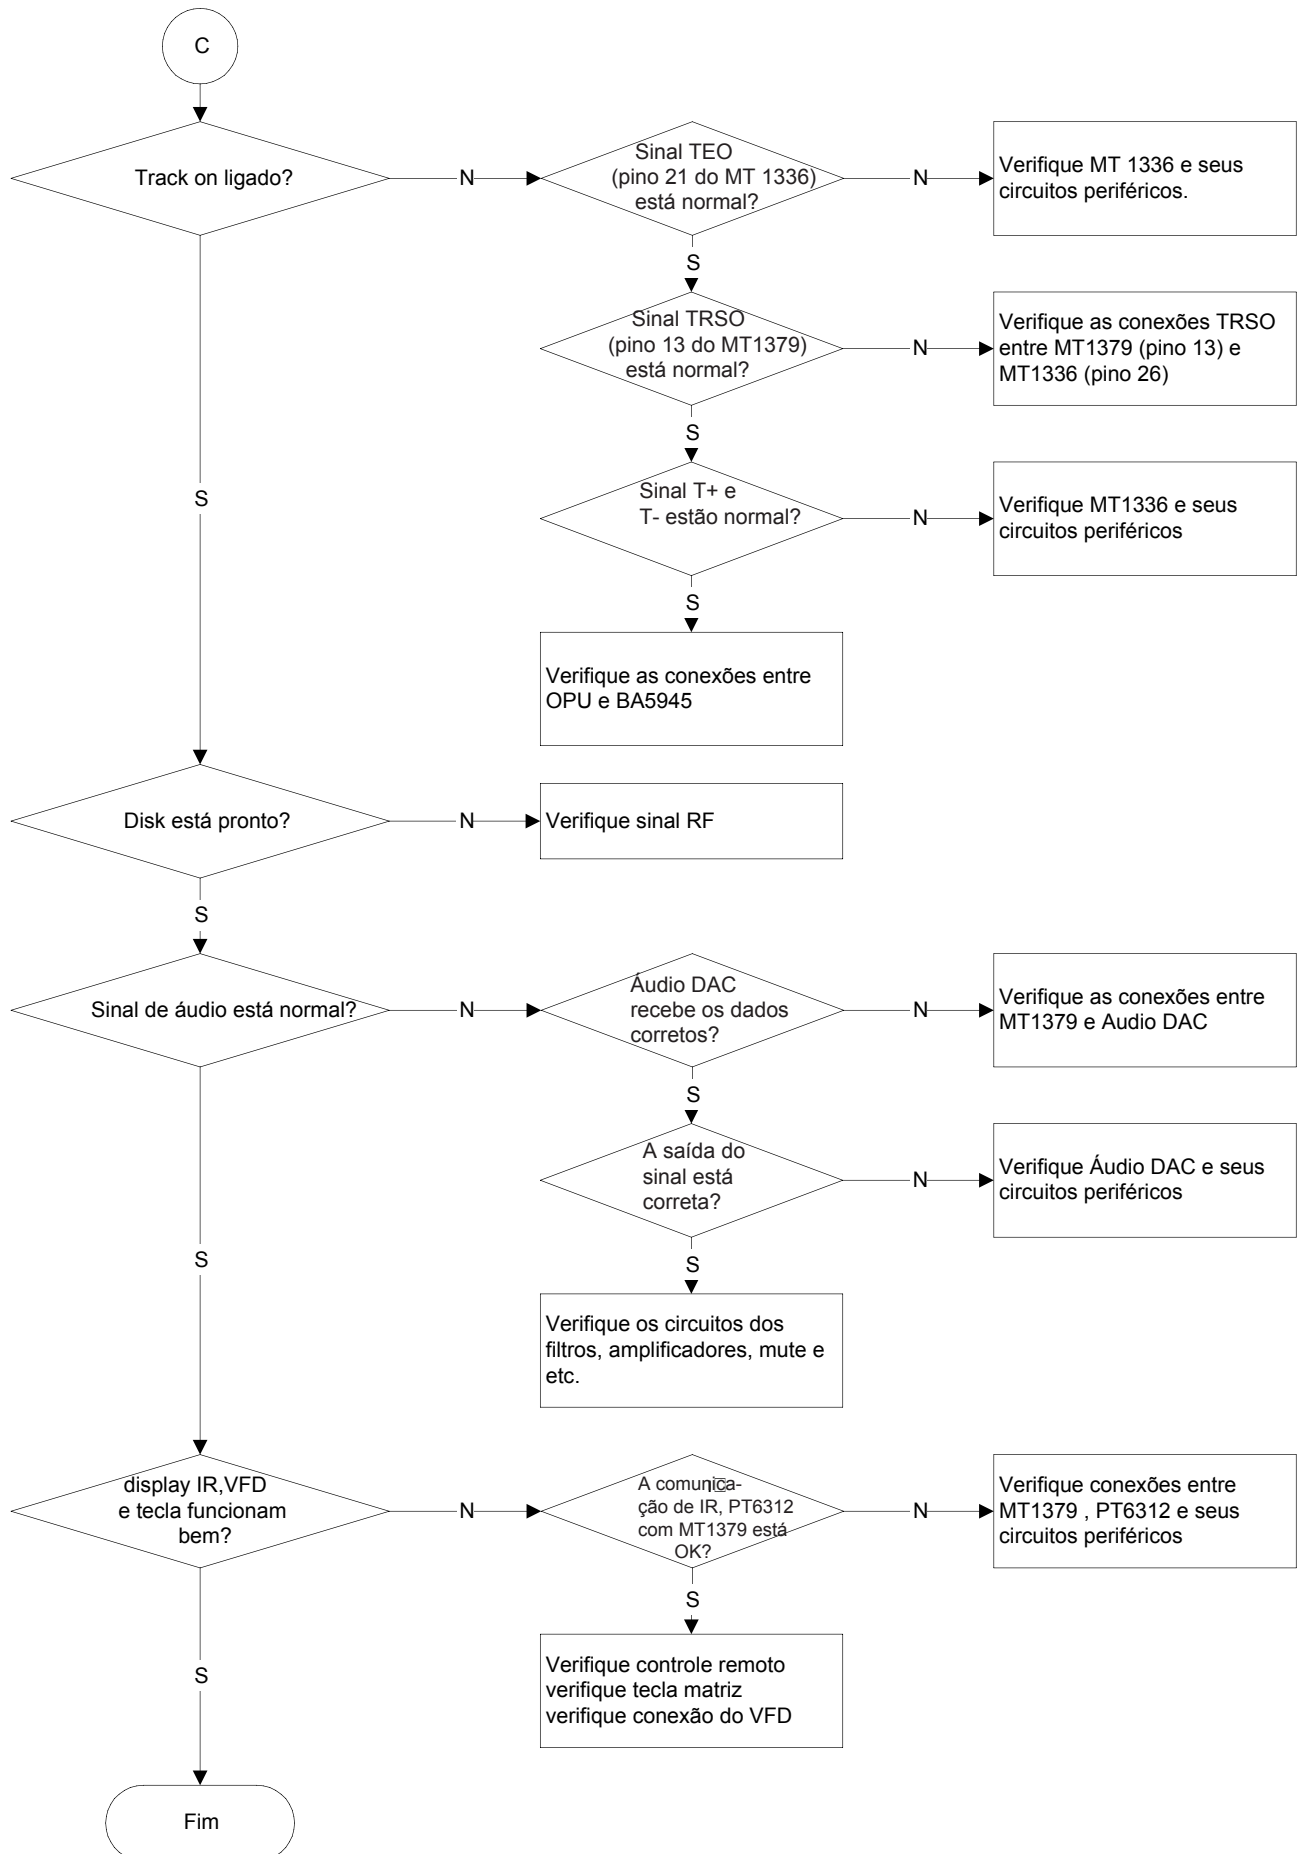 C
Track on ligado?
N
Sinal TEO
(pino 21 do MT 1336)
está normal?
N
Verifique MT 1336 e seus
circuitos periféricos.
S
Sinal TRSO
(pino 13 do MT1379)
está normal?
N
Verifique as conexões TRSO
entre MT1379 (pino 13) e
MT1336 (pino 26)
S
S
Sinal T+ e
T- estão normal?
N
Verifique MT1336 e seus
circuitos periféricos
S
Verifique as conexões entre
OPU e BA5945
Disk está pronto?
N
Verifique sinal RF
S
Sinal de áudio está normal?
N
Áudio DAC
recebe os dados
corretos?
N
Verifique as conexões entre
MT1379 e Audio DAC
S
A saída do
sinal está
correta?
N
Verifique Áudio DAC e seus
circuitos periféricos
S
S
Verifique os circuitos dos
filtros, amplificadores, mute e
etc.
display IR,VFD
e tecla funcionam
bem?
N
A comunica-
ção de IR, PT6312
com MT1379 está
OK?
N
Verifique conexões entre
MT1379 , PT6312 e seus
circuitos periféricos
S
S
Verifique controle remoto
verifique tecla matriz
verifique conexão do VFD
Fim